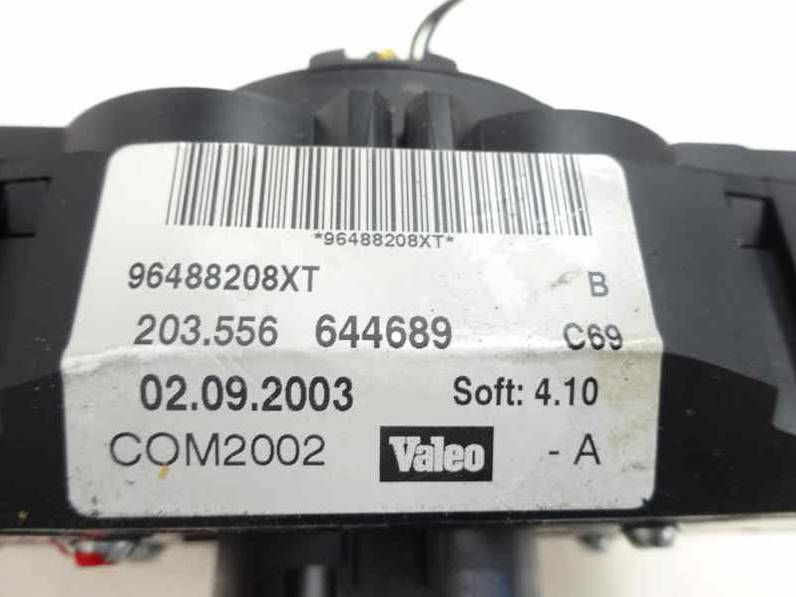 *96488208XT*
96488208XT B
203.556 644689 C69
02.09.2003 Soft: 4.10
COM2002 Valeo - A